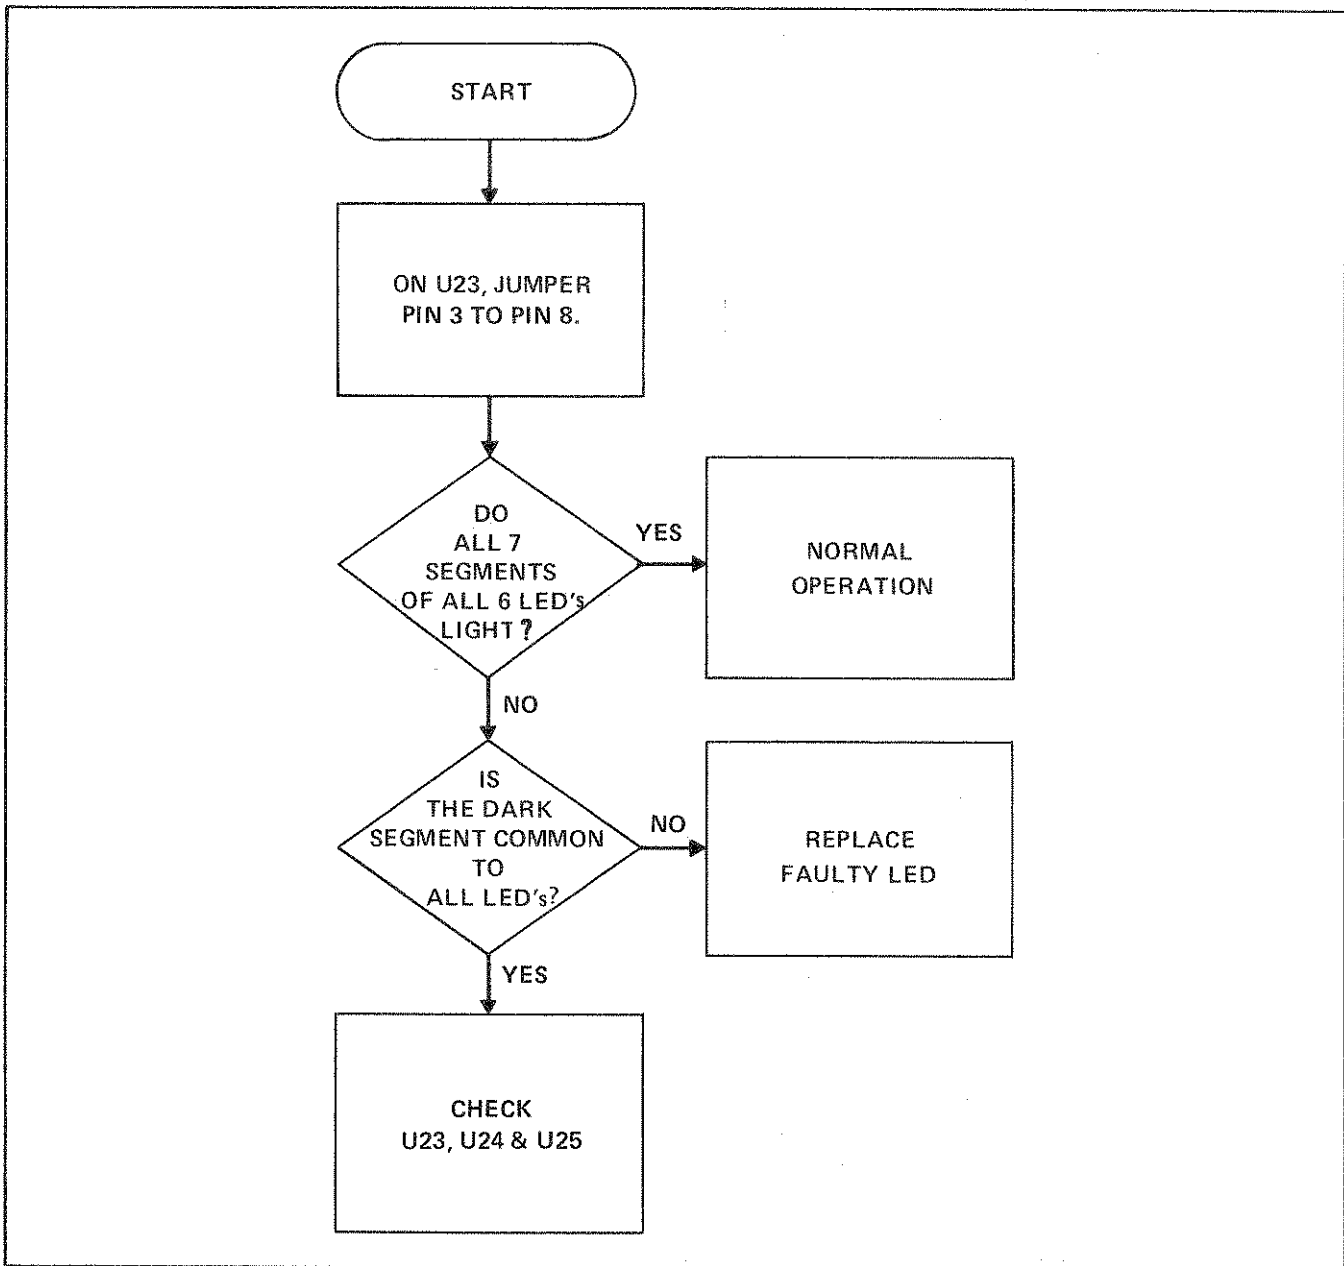 START
ON U23, JUMPER
PIN 3 TO PIN 8.
DO
ALL 7
SEGMENTS
OF ALL 6 LED's
LIGHT?
YES
NORMAL
OPERATION
NO
IS
THE DARK
SEGMENT COMMON
TO
ALL LED's?
NO
REPLACE
FAULTY LED
YES
CHECK
U23, U24 & U25